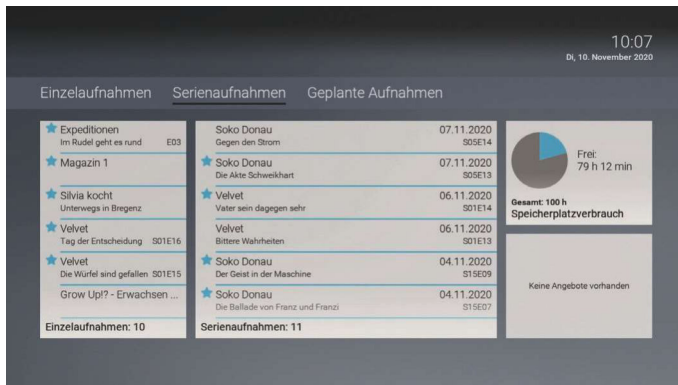 10:07
Di, 10. November 2020
Einzelaufnahmen Serienaufnahmen Geplante Aufnahmen
Expeditionen
Im Rudel geht es rund E03
Magazin 1
Silvia kocht
Unterwegs in Bregenz
Velvet
Tag der Entscheidung S01E16
Velvet
Die Würfel sind gefallen S01E15
Grow Up!? - Erwachsen ...
Einzelaufnahmen: 10
Soko Donau 07.11.2020
Gegen den Strom S05E14
Soko Donau 07.11.2020
Die Akte Schweikhart S05E13
Velvet 06.11.2020
Vater sein dagegen sehr S01E14
Velvet 06.11.2020
Bittere Wahrheiten S01E13
Soko Donau 04.11.2020
Der Geist in der Maschine S15E09
Soko Donau 04.11.2020
Die Ballade von Franz und Franzi S15E07
Serienaufnahmen: 11
Frei:
79 h 12 min
Gesamt: 100 h
Speicherplatzverbrauch
Keine Angebote vorhanden